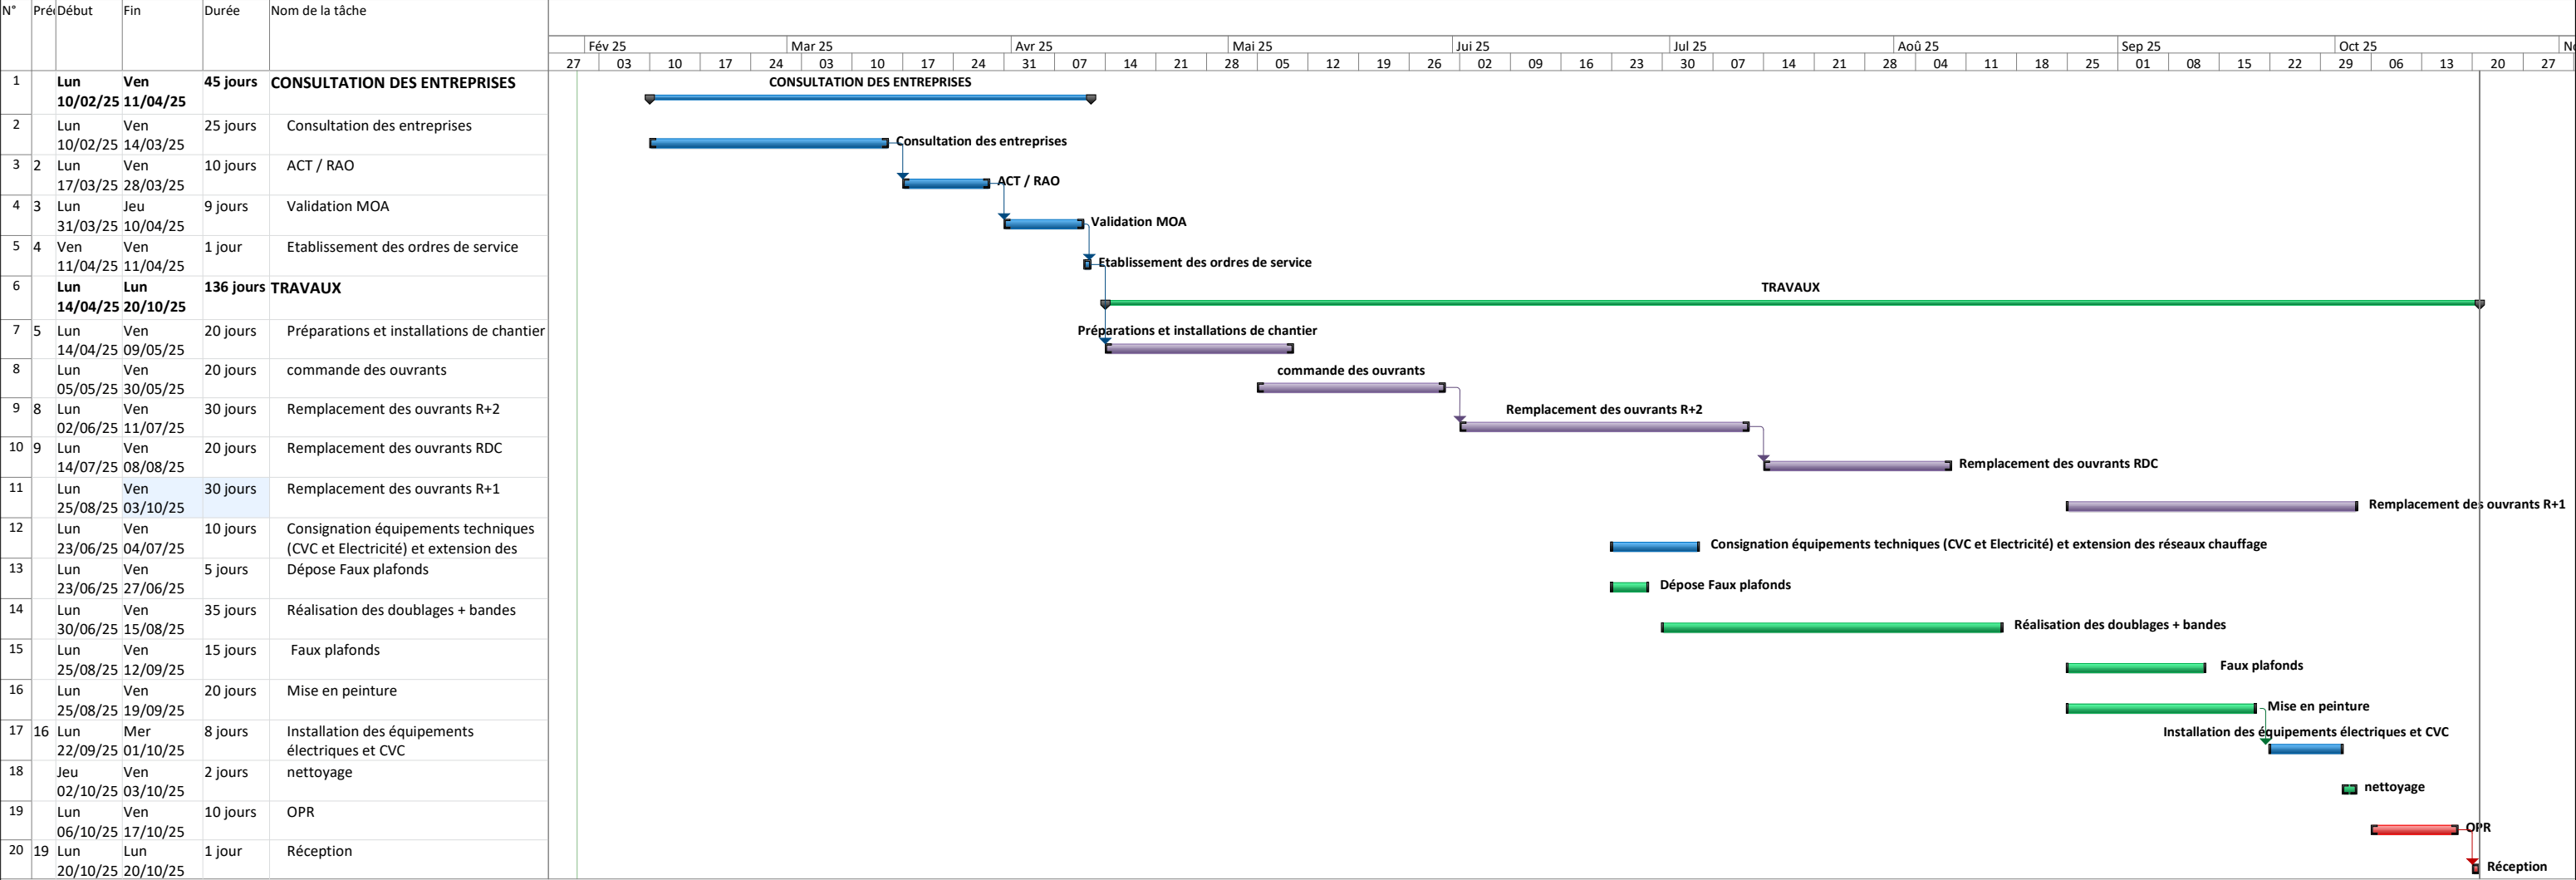 N° Pré Début Fin Durée Nom de la tâche
Fév 25 Mar 25 Avr 25 Mai 25 Jui 25 Jul 25 Aoû 25 Sep 25 Oct 25
27 03 10 17 24 03 10 17 24 31 07 14 21 28 05 12 19 26 02 09 16 23 30 07 14 21 28 04 11 18 25 01 08 15 22 29 06 13 20 27
1 Lun Ven 45 jours CONSULTATION DES ENTREPRISES
10/02/25 11/04/25
CONSULTATION DES ENTREPRISES
2 Lun Ven 25 jours Consultation des entreprises
10/02/25 14/03/25
Consultation des entreprises
3 2 Lun Ven 10 jours ACT / RAO
17/03/25 28/03/25
ACT / RAO
4 3 Lun Jeu 9 jours Validation MOA
31/03/25 10/04/25
Validation MOA
5 4 Ven Ven 1 jour Etablissement des ordres de service
11/04/25 11/04/25
Etablissement des ordres de service
6 Lun Lun 136 jours TRAVAUX
14/04/25 20/10/25
TRAVAUX
7 5 Lun Ven 20 jours Préparations et installations de chantier
14/04/25 09/05/25
Préparations et installations de chantier
8 Lun Ven 20 jours commande des ouvrants
05/05/25 30/05/25
commande des ouvrants
9 8 Lun Ven 30 jours Remplacement des ouvrants R+2
02/06/25 11/07/25
Remplacement des ouvrants R+2
10 9 Lun Ven 20 jours Remplacement des ouvrants RDC
14/07/25 08/08/25
Remplacement des ouvrants RDC
11 Lun Ven 30 jours Remplacement des ouvrants R+1
25/08/25 03/10/25
Remplacement des ouvrants R+1
12 Lun Ven 10 jours Consignation équipements techniques
23/06/25 04/07/25 (CVC et Electricité) et extension des
Consignation équipements techniques (CVC et Electricité) et extension des réseaux chauffage
13 Lun Ven 5 jours Dépose Faux plafonds
23/06/25 27/06/25
Dépose Faux plafonds
14 Lun Ven 35 jours Réalisation des doublages + bandes
30/06/25 15/08/25
Réalisation des doublages + bandes
15 Lun Ven 15 jours Faux plafonds
25/08/25 12/09/25
Faux plafonds
16 Lun Ven 20 jours Mise en peinture
25/08/25 19/09/25
Mise en peinture
17 16 Lun Mer 8 jours Installation des équipements
22/09/25 01/10/25 électriques et CVC
Installation des équipements électriques et CVC
18 Jeu Ven 2 jours nettoyage
02/10/25 03/10/25
nettoyage
19 Lun Ven 10 jours OPR
06/10/25 17/10/25
OPR
20 19 Lun Lun 1 jour Réception
20/10/25 20/10/25
Réception